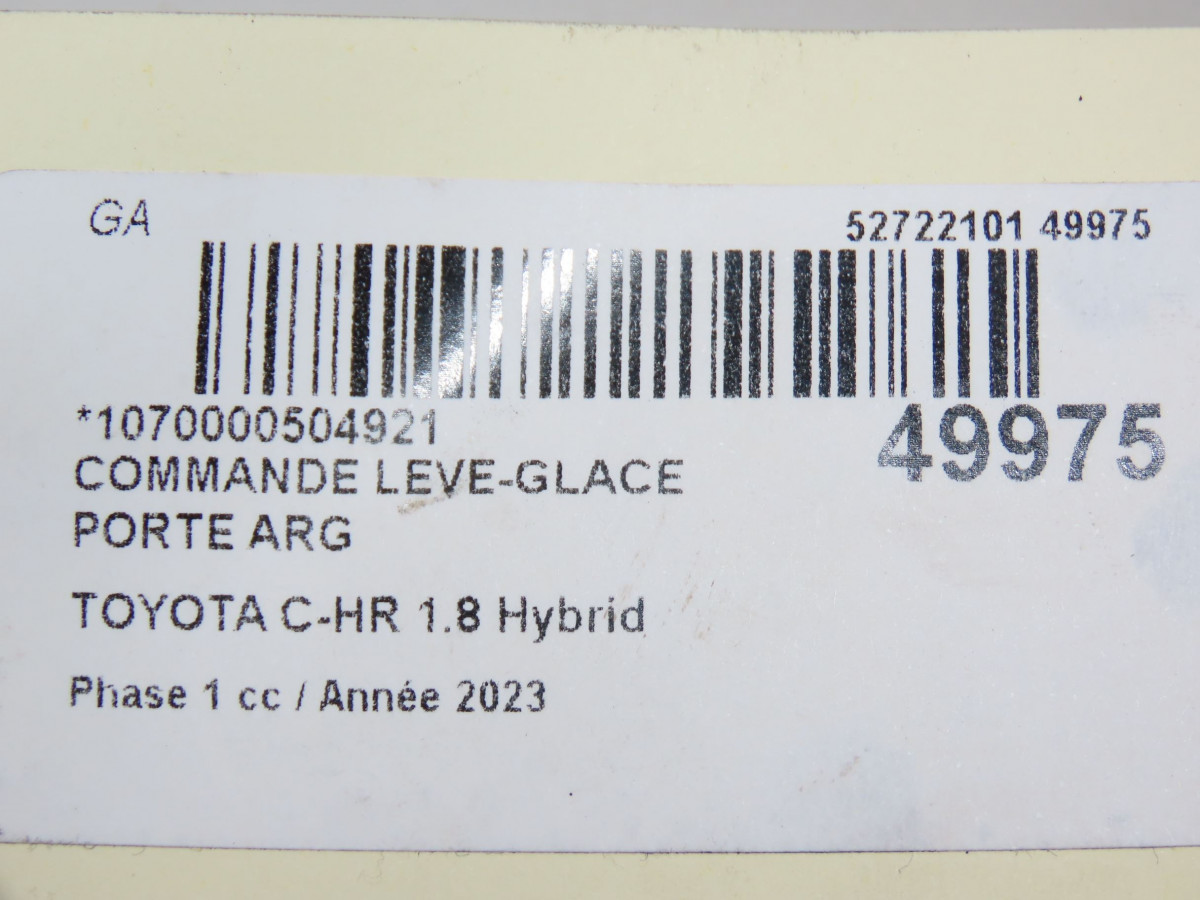 GA
52722101 49975
*1070000504921
49975
COMMANDE LEVE-GLACE
PORTE ARG
TOYOTA C-HR 1.8 Hybrid
Phase 1 cc / Année 2023